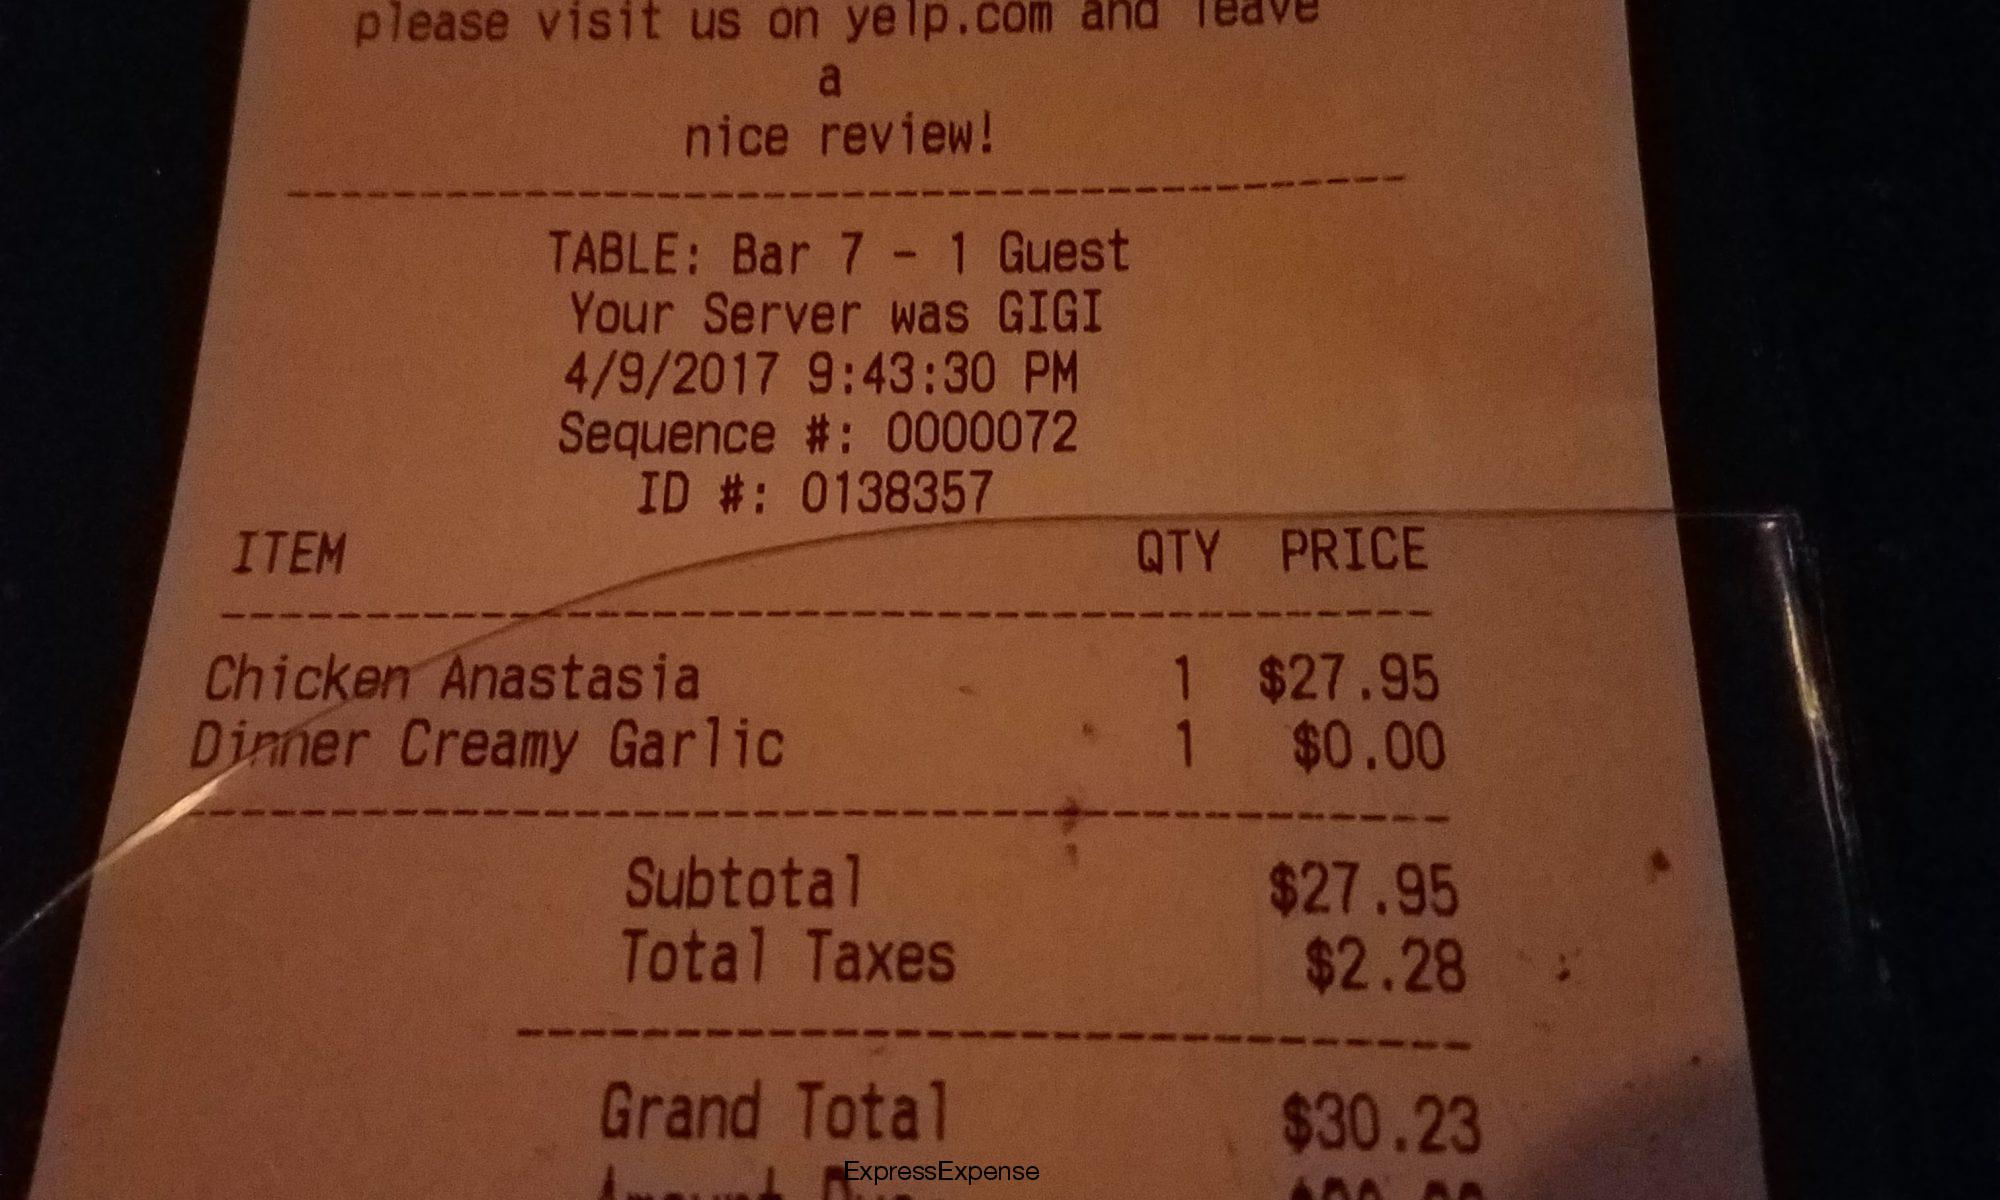 please visit us on yelp.com and leave
a
nice review!
TABLE: Bar 7 - 1 Guest
Your Server was GIGI
4/9/2017 9:43:30 PM
Sequence #: 0000072
ID #: 0138357
ITEM QTY PRICE
Chicken Anastasia 1 $27.95
Dinner Creamy Garlic 1 $0.00
Subtotal $27.95
Total Taxes $2.28
Grand Total $30.23
ExpressExpense